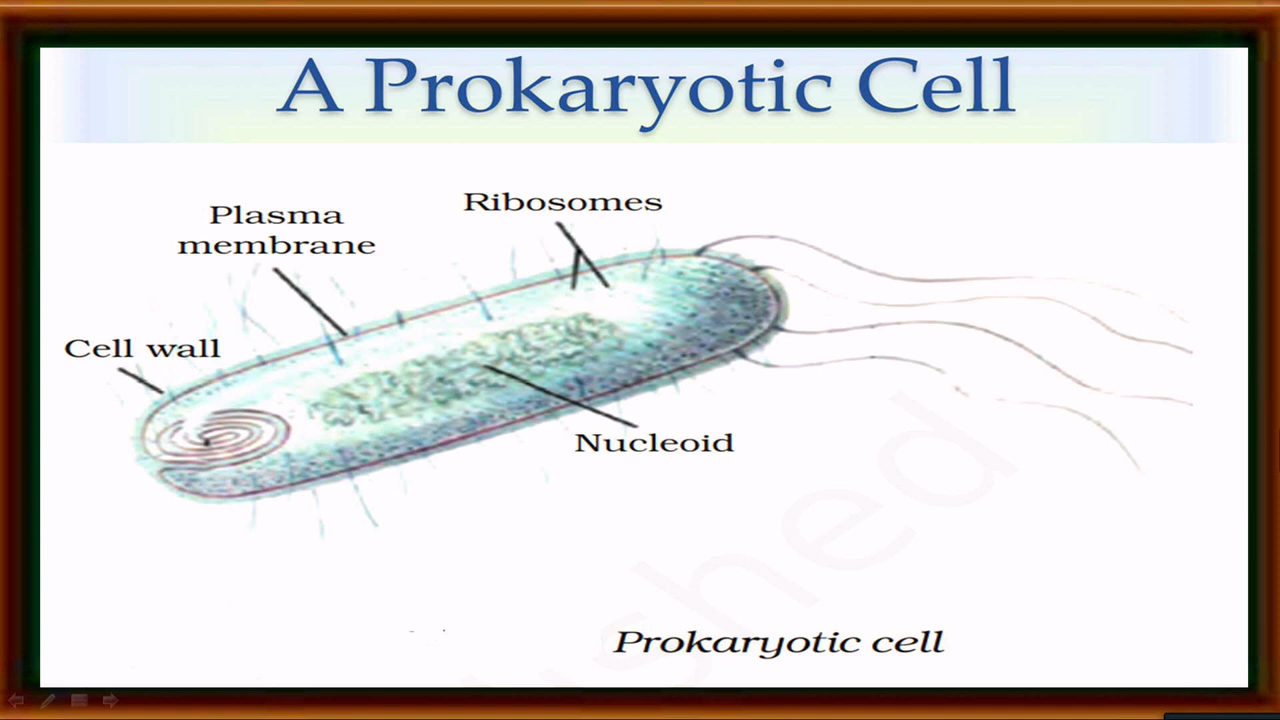 A Prokaryotic Cell
Ribosomes
Plasma
membrane
Cell wall
Nucleoid
Prokaryotic cell